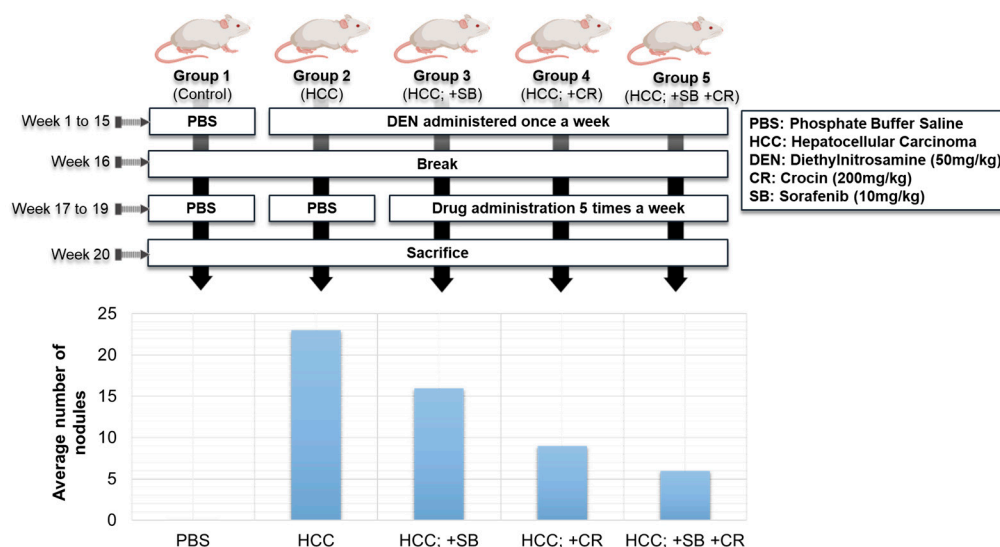 Group 1
(Control)
Group 2
(HCC)
Group 3
(HCC; +SB)
Group 4
(HCC; +CR)
Group 5
(HCC; +SB +CR)
Week 1 to 15
PBS
DEN administered once a week
Week 16
Break
Week 17 to 19
PBS
PBS
Drug administration 5 times a week
Week 20
Sacrifice
PBS: Phosphate Buffer Saline
HCC: Hepatocellular Carcinoma
DEN: Diethylnitrosamine (50mg/kg)
CR: Crocin (200mg/kg)
SB: Sorafenib (10mg/kg)
Average number of
nodules
25
20
15
10
5
0
PBS
HCC
HCC; +SB
HCC; +CR
HCC; +SB +CR